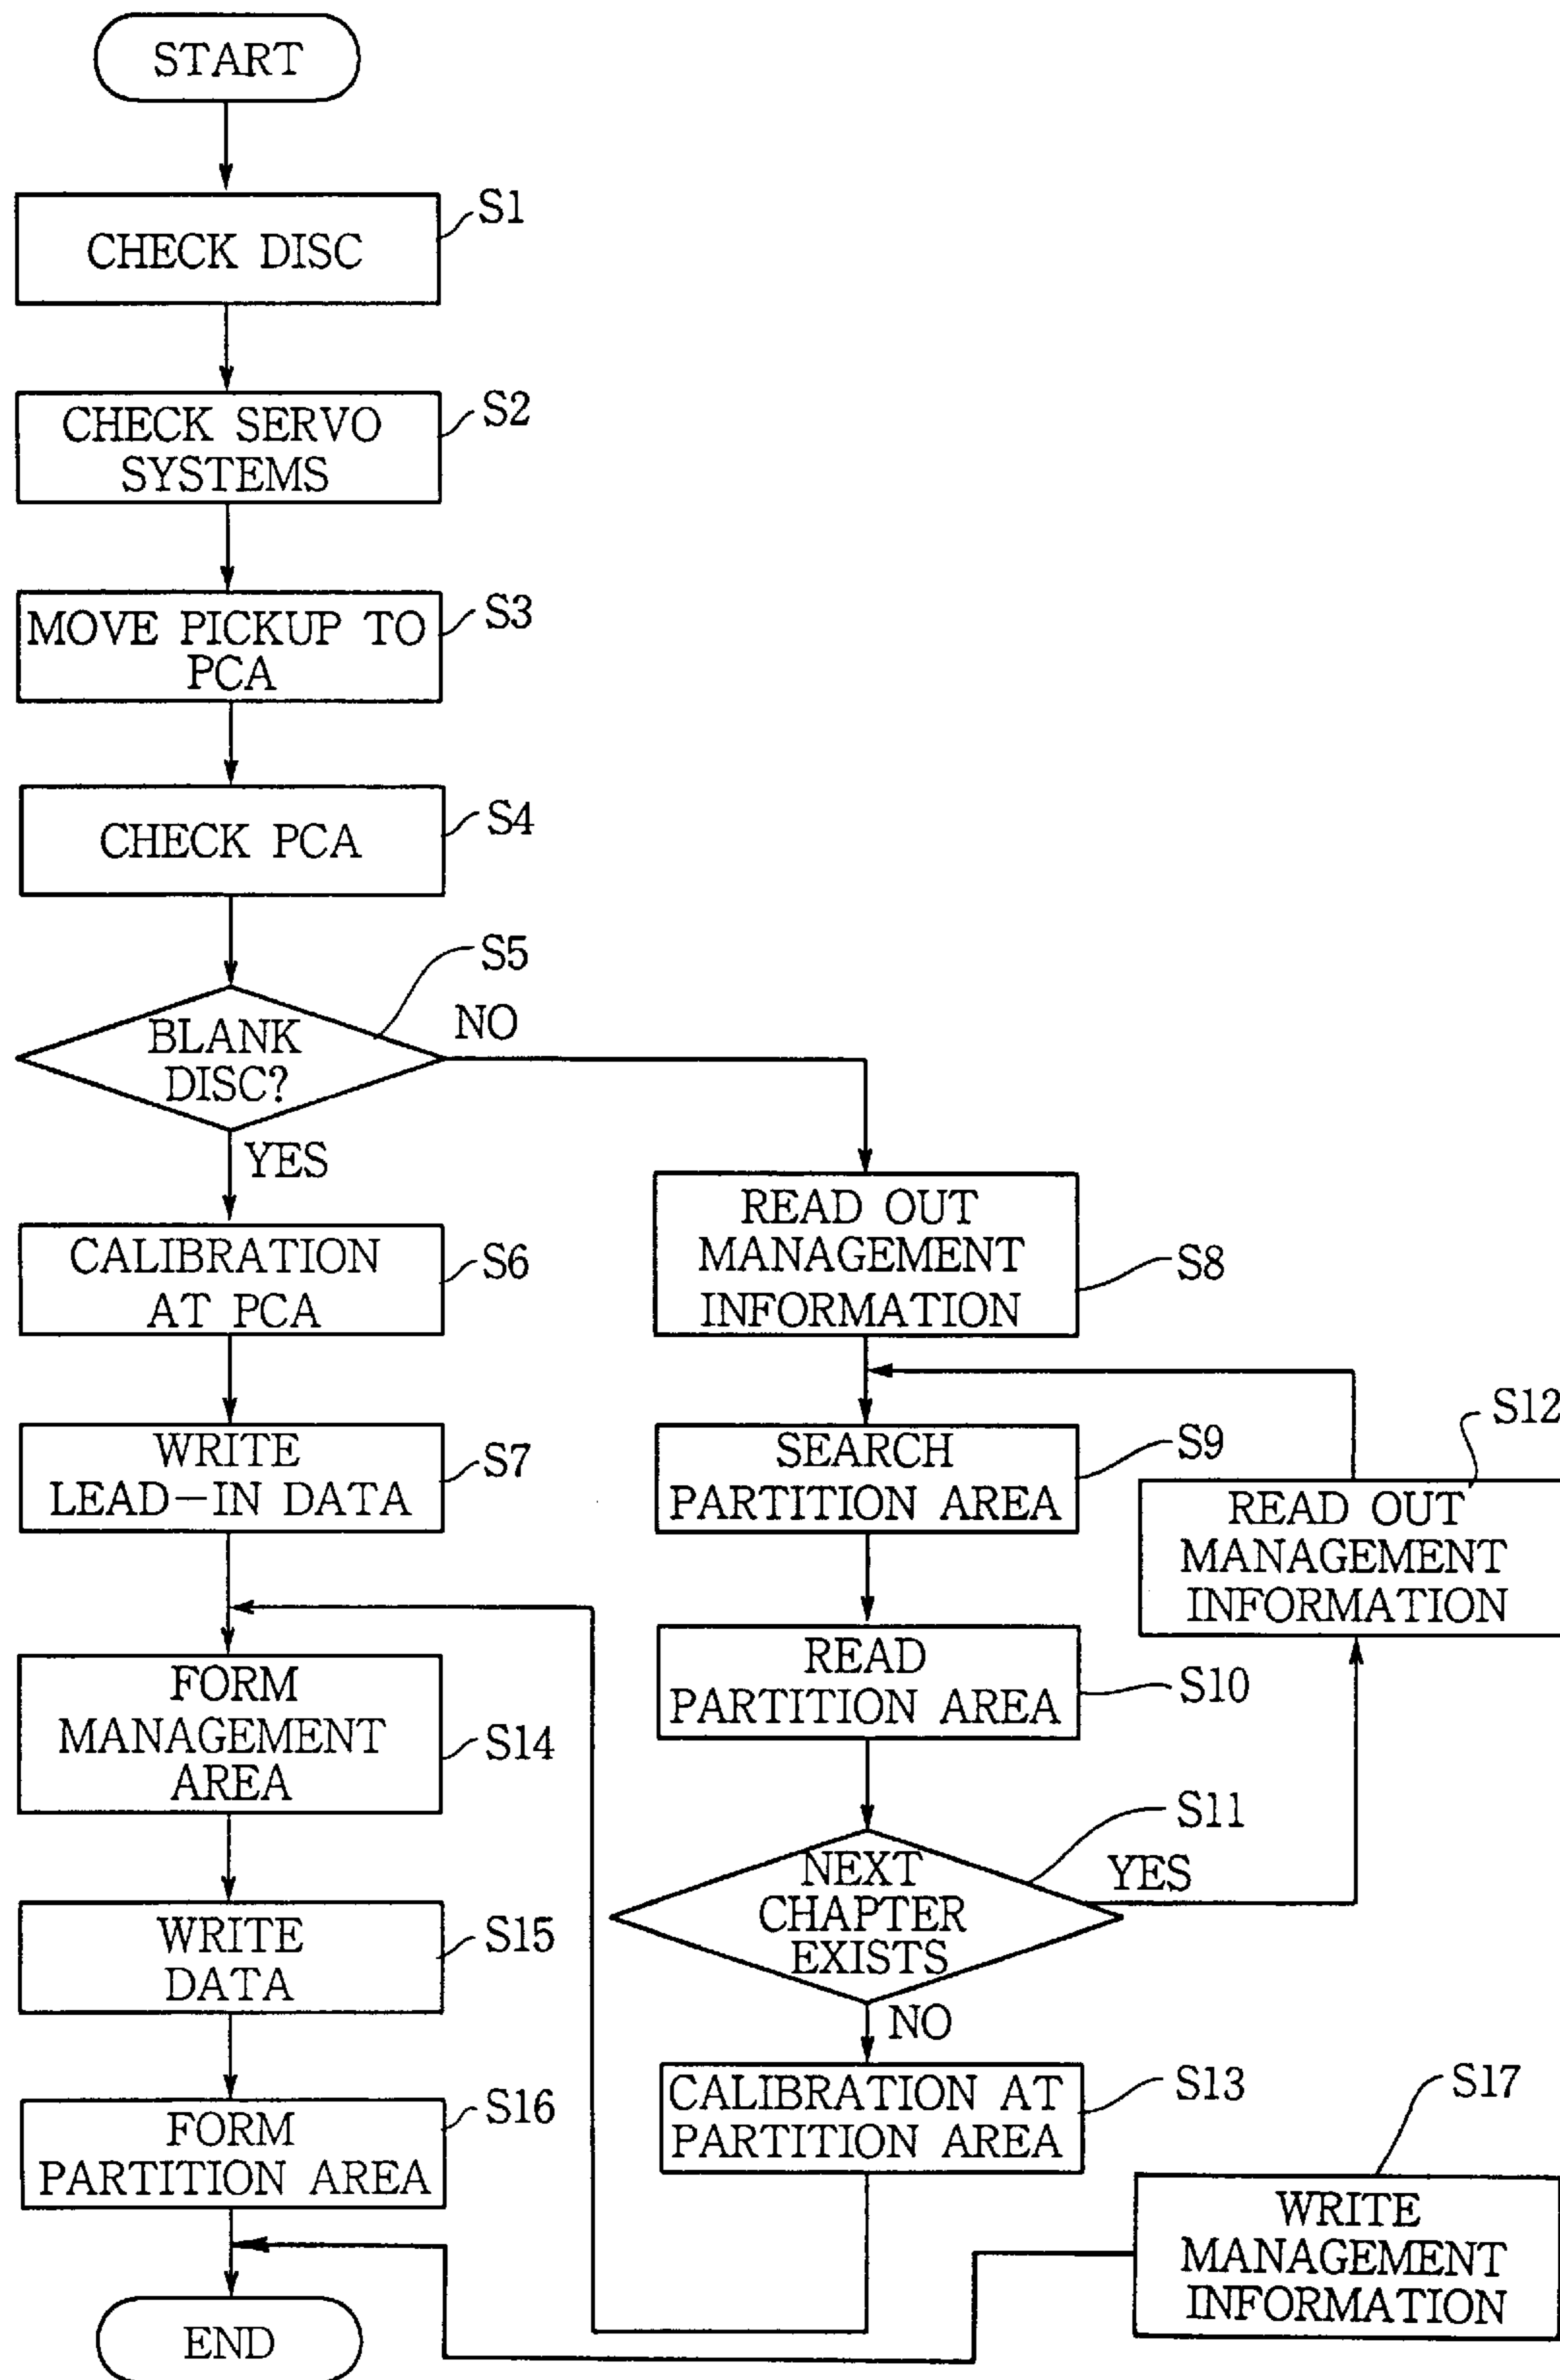 START
CHECK DISC
S1
CHECK SERVO
SYSTEMS
S2
MOVE PICKUP TO
PCA
S3
CHECK PCA
S4
BLANK
DISC?
S5
NO
YES
CALIBRATION
AT PCA
S6
WRITE
LEAD-IN DATA
S7
READ OUT
MANAGEMENT
INFORMATION
S8
SEARCH
PARTITION AREA
S9
READ
PARTITION AREA
S10
NEXT
CHAPTER
EXISTS
S11
YES
NO
READ OUT
MANAGEMENT
INFORMATION
S12
CALIBRATION AT
PARTITION AREA
S13
FORM
MANAGEMENT
AREA
S14
WRITE
DATA
S15
FORM
PARTITION AREA
S16
WRITE
MANAGEMENT
INFORMATION
S17
END